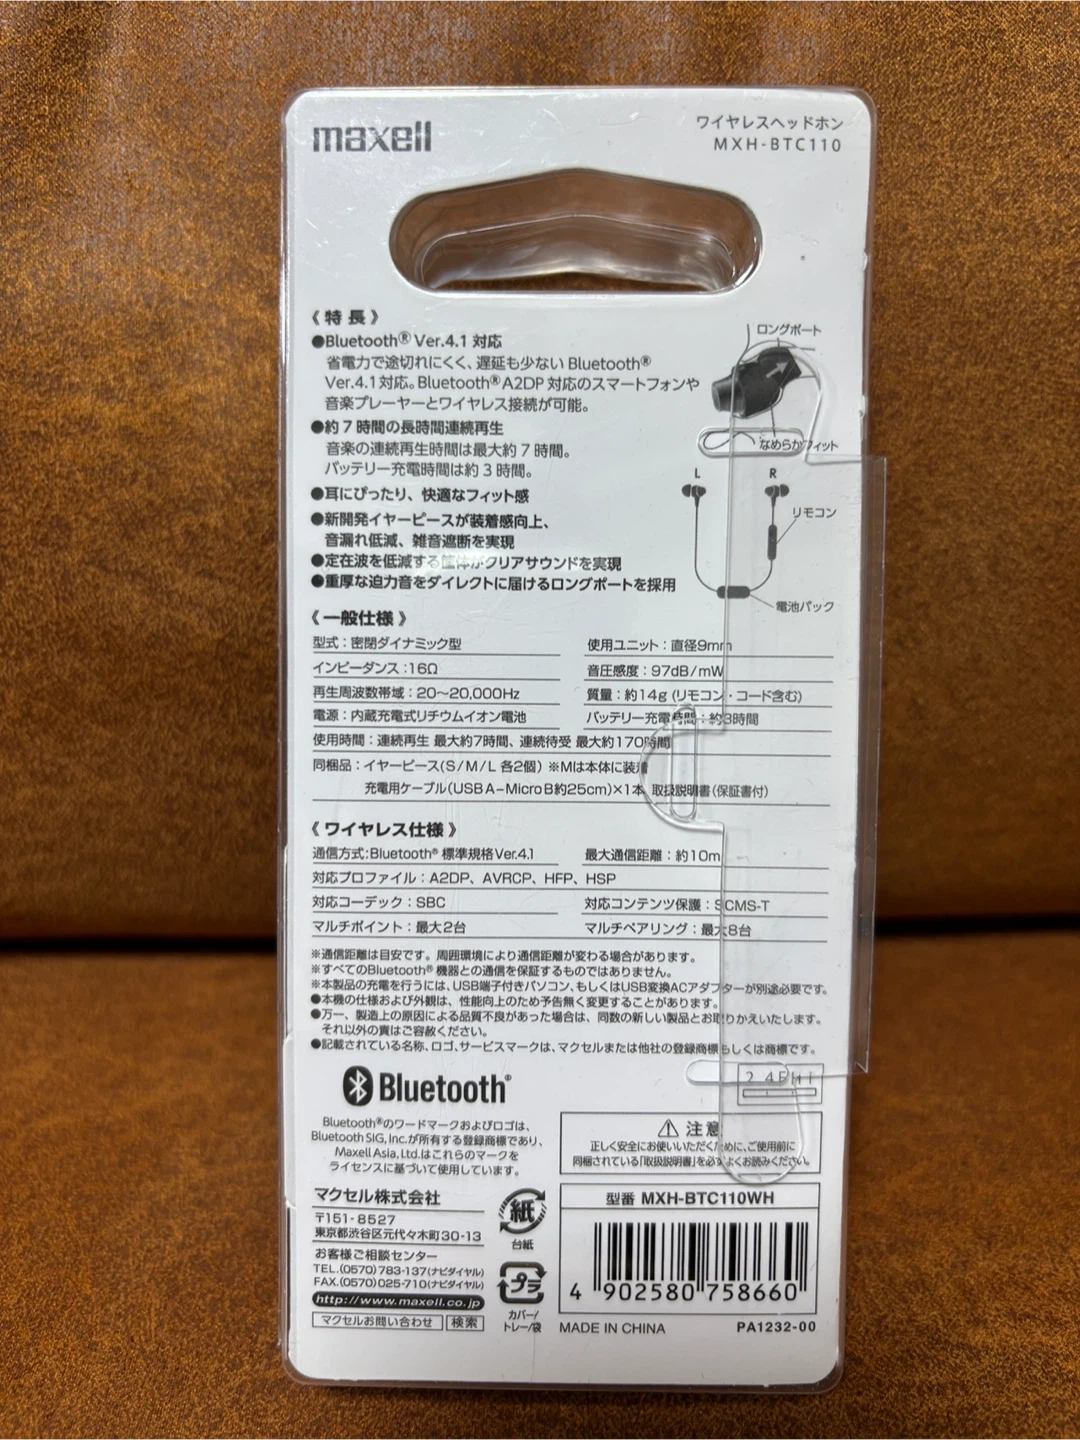 maxell
ワイヤレスヘッドホン
MXH-BTC110
《 特 長 》
●Bluetooth® Ver.4.1 対応
省電力で途切れにくく、遅延も少ない Bluetooth®
Ver.4.1対応。Bluetooth® A2DP 対応のスマートフォンや
音楽プレーヤーとワイヤレス接続が可能。
●約 7 時間の長時間連続再生
音楽の連続再生時間は最大約 7 時間。
バッテリー充電時間は約 3 時間。
●耳にぴったり、快適なフィット感
●新開発イヤーピースが装着感向上、
音漏れ低減、雑音遮断を実現
●定在波を低減する筐体がクリアサウンドを実現
●重厚な迫力音をダイレクトに届けるロングポートを採用
ロングポート
なめらかフィット
L R
リモコン
電池パック
《 一般仕様 》
型式：密閉ダイナミック型 使用ユニット：直径9mm
インピーダンス：16Ω 音圧感度：97dB/mW
再生周波数帯域：20～20,000Hz 質量：約14g (リモコン・コード含む)
電源：内蔵充電式リチウムイオン電池 バッテリー充電時間：約3時間
使用時間：連続再生 最大約7時間、連続待受 最大約170時間
同梱品：イヤーピース(S/M/L 各2個) ※Mは本体に装着
充電用ケーブル(USB A－Micro B約25cm)×1本、取扱説明書(保証書付)
《 ワイヤレス仕様 》
通信方式：Bluetooth® 標準規格Ver.4.1 最大通信距離：約10m
対応プロファイル：A2DP、AVRCP、HFP、HSP
対応コーデック：SBC 対応コンテンツ保護：SCMS-T
マルチポイント：最大2台 マルチペアリング：最大8台
※通信距離は目安です。周囲環境により通信距離が変わる場合があります。
※すべてのBluetooth® 機器との通信を保証するものではありません。
※本製品の充電を行うには、USB端子付きパソコン、もしくはUSB変換ACアダプターが別途必要です。
●本機の仕様および外観は、性能向上のため予告無く変更することがあります。
●万一、製造上の原因による品質不良があった場合は、同数の新しい製品とお取りかえいたします。
それ以外の責はご容赦ください。
●記載されている名称、ロゴ、サービスマークは、マクセルまたは他社の登録商標もしくは商標です。
Bluetooth®
2.4FH1
Bluetooth®のワードマークおよびロゴは、
Bluetooth SIG, Inc.が所有する登録商標であり、
Maxell Asia, Ltd.はこれらのマークを
ライセンスに基づいて使用しています。
⚠ 注意
正しく安全にお使いいただくために、ご使用前に
同梱されている「取扱説明書」を必ずよくお読みください。
マクセル株式会社
〒151-8527
東京都渋谷区元代々木町30-13
お客様ご相談センター
TEL.(0570)783-137(ナビダイヤル)
FAX.(0570)025-710(ナビダイヤル)
http://www.maxell.co.jp
マクセルお問い合わせ 検索
紙
台紙
プラ
カバー/
トレー/袋
型番 MXH-BTC110WH
4 902580 758660
MADE IN CHINA
PA1232-00